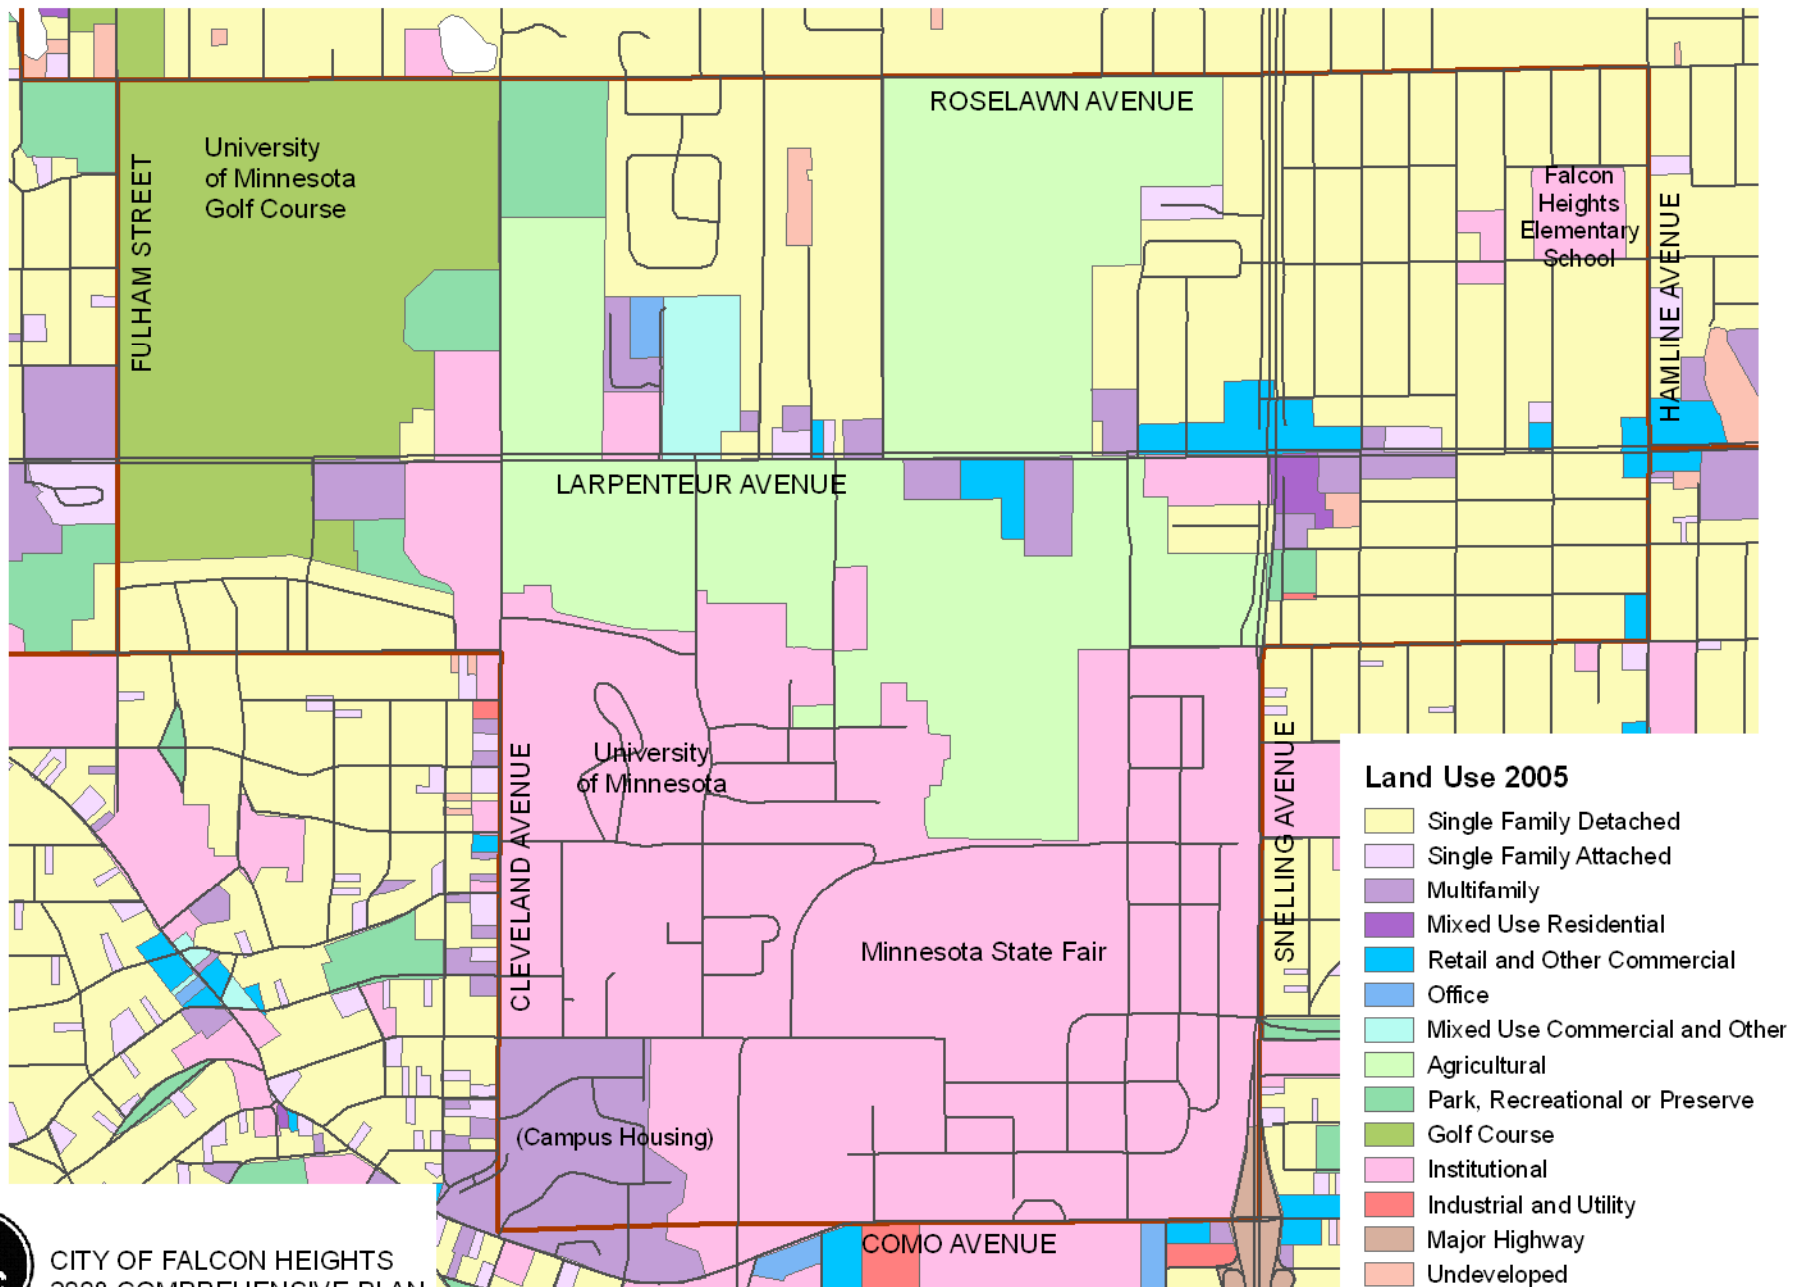 ROSELAWN AVENUE
University
of Minnesota
Golf Course
FULHAM STREET
Falcon
Heights
Elementary
School
HAMLINE AVENUE
LARPENTEUR AVENUE
University
of Minnesota
CLEVELAND AVENUE
SNELLING AVENUE
Minnesota State Fair
(Campus Housing)
COMO AVENUE
Land Use 2005
Single Family Detached
Single Family Attached
Multifamily
Mixed Use Residential
Retail and Other Commercial
Office
Mixed Use Commercial and Other
Agricultural
Park, Recreational or Preserve
Golf Course
Institutional
Industrial and Utility
Major Highway
Undeveloped
CITY OF FALCON HEIGHTS
COMPREHENSIVE PLAN